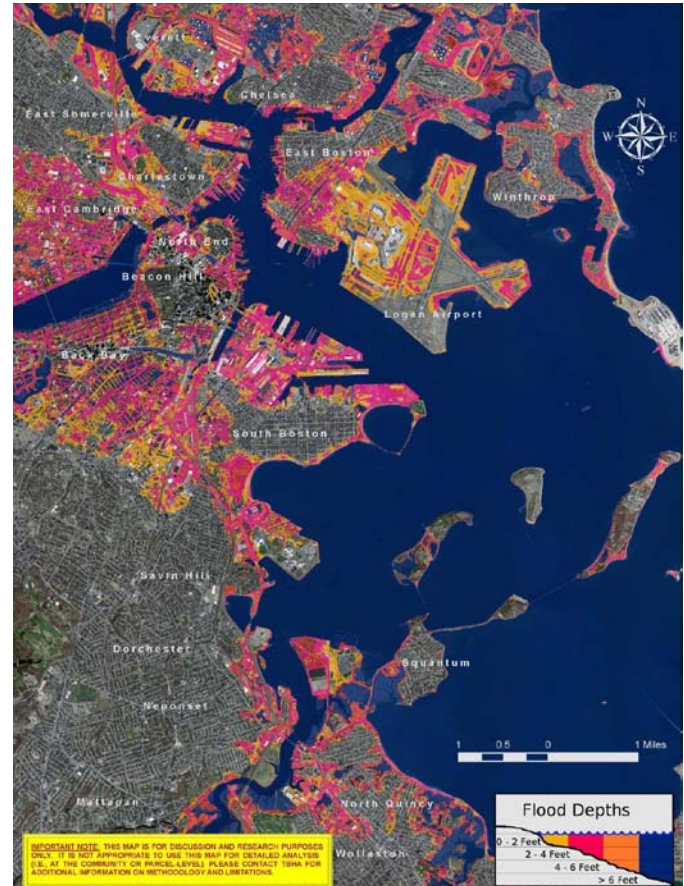 Everett
Chelsea
East Somerville
East Boston
Charlestown
Winthrop
East Cambridge
North End
Beacon Hill
Logan Airport
Back Bay
South Boston
Savin Hill
Dorchester
Squantum
Neponset
Mattapan
North Quincy
Wollaston
N
W E
S
1 0.5 0 1 Miles
Flood Depths
0 - 2 Feet
2 - 4 Feet
4 - 6 Feet
> 6 Feet
IMPORTANT NOTE: THIS MAP IS FOR DISCUSSION AND RESEARCH PURPOSES
ONLY. IT IS NOT APPROPRIATE TO USE THIS MAP FOR DETAILED ANALYSIS
(I.E., AT THE COMMUNITY OR PARCEL-LEVEL). PLEASE CONTACT TBHA FOR
ADDITIONAL INFORMATION ON METHODOLOGY AND LIMITATIONS.